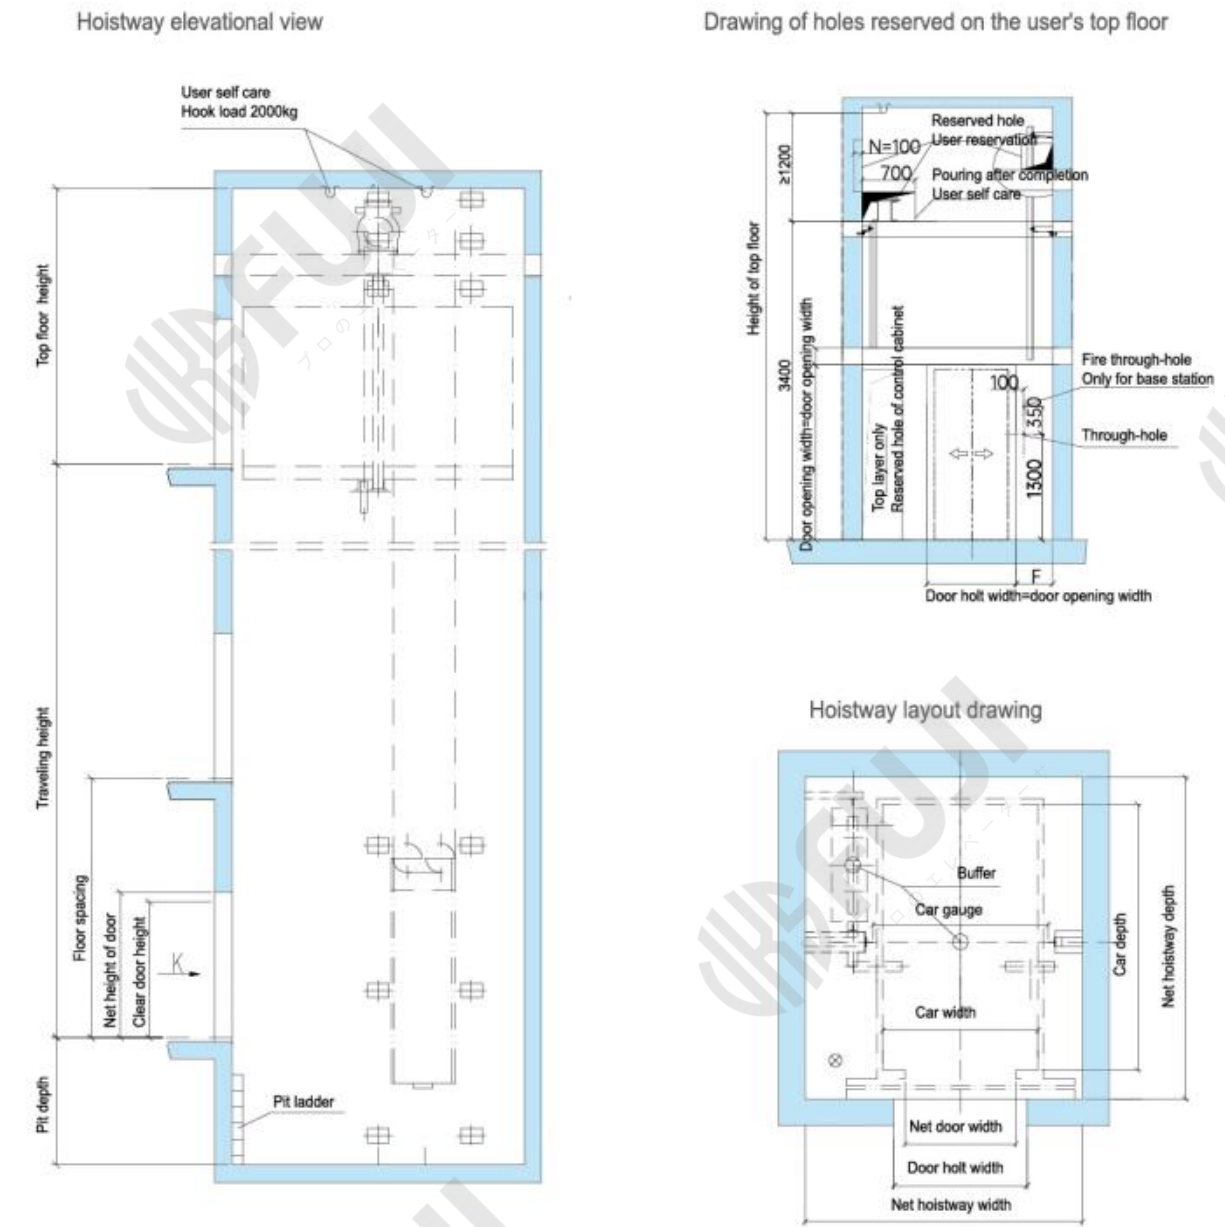 Hoistway elevational view
User self care
Hook load 2000kg
Top floor height
Traveling height
Floor spacing
Net height of door
Clear door height
K
Pit depth
Pit ladder
Drawing of holes reserved on the user's top floor
Reserved hole
User reservation
N=100
700
Pouring after completion
User self care
≥1200
Height of top floor
3400
Door opening width=door opening width
Top layer only
Reserved hole of control cabinet
Fire through-hole
Only for base station
100
350
Through-hole
1300
F
Door holt width=door opening width
Hoistway layout drawing
Buffer
Car gauge
Car depth
Net hoistway depth
Car width
Net door width
Door holt width
Net hoistway width
FUJI
FUJI